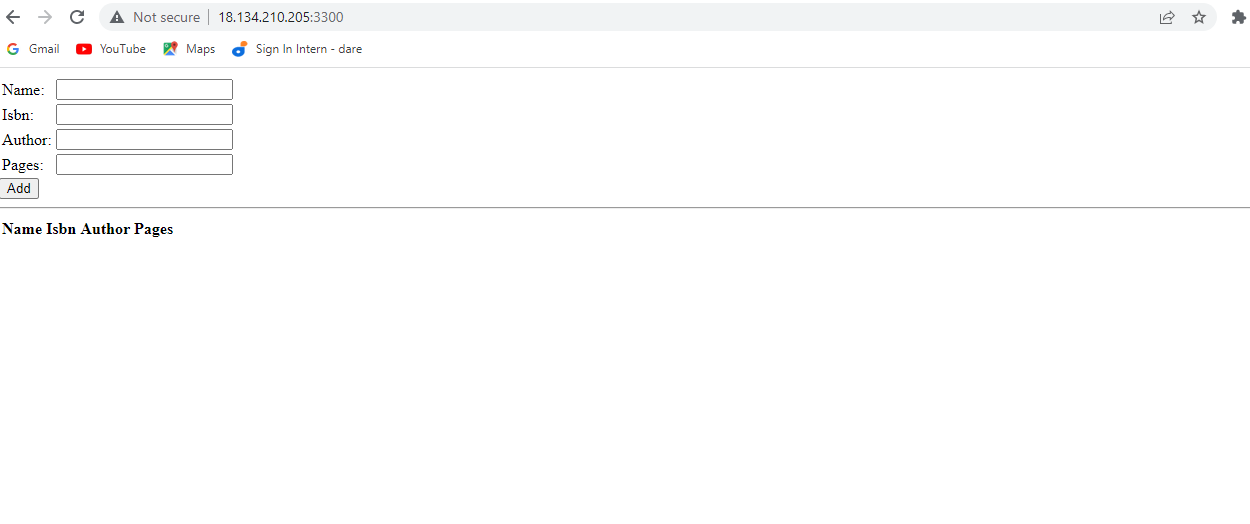 Not secure 18.134.210.205:3300
Gmail YouTube Maps Sign In Intern - dare
Name:
Isbn:
Author:
Pages:
Add
Name Isbn Author Pages